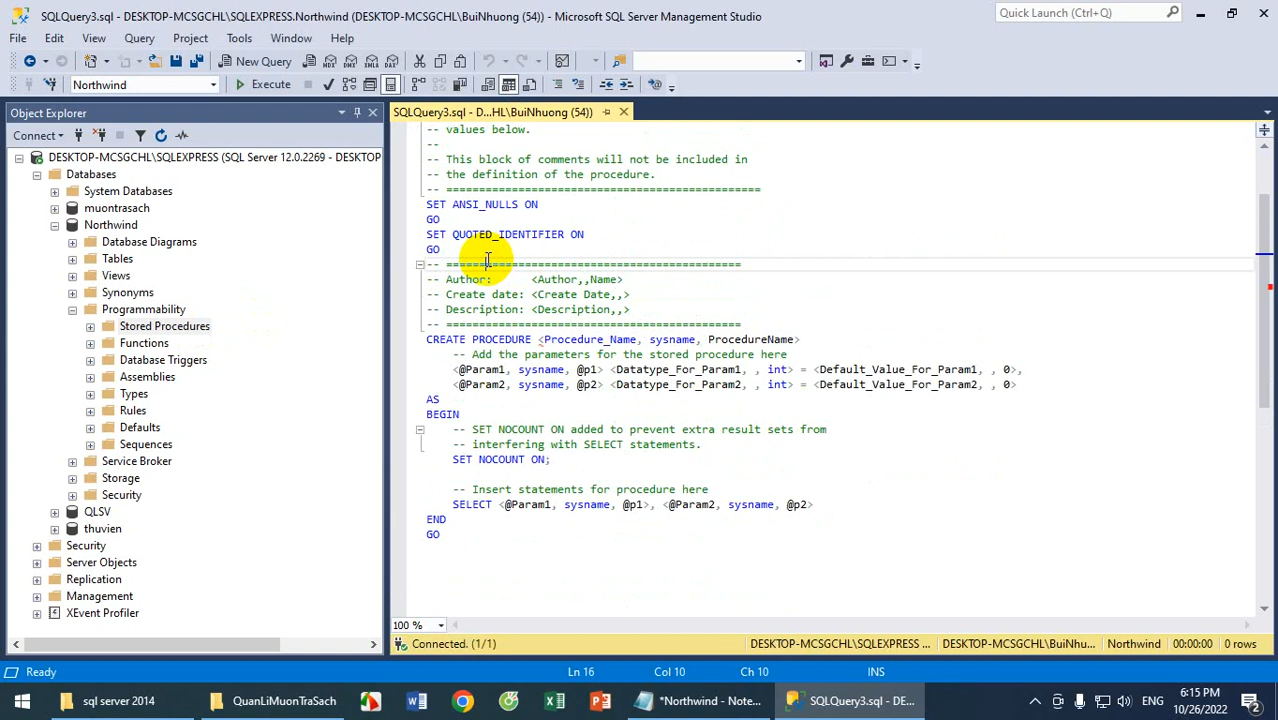 SQLQuery3.sql - DESKTOP-MCSGCHL\SQLEXPRESS.Northwind (DESKTOP-MCSGCHL\BuiNhuong (54)) - Microsoft SQL Server Management Studio
Quick Launch (Ctrl+Q)
File Edit View Query Project Tools Window Help
New Query
Northwind
Execute
Object Explorer
Connect
DESKTOP-MCSGCHL\SQLEXPRESS (SQL Server 12.0.2269 - DESKTOP
Databases
System Databases
muontrasach
Northwind
Database Diagrams
Tables
Views
Synonyms
Programmability
Stored Procedures
Functions
Database Triggers
Assemblies
Types
Rules
Defaults
Sequences
Service Broker
Storage
Security
QLSV
thuvien
Security
Server Objects
Replication
Management
XEvent Profiler
SQLQuery3.sql - D...HL\BuiNhuong (54))
-- values below.
--
-- This block of comments will not be included in
-- the definition of the procedure.
-- ================================================
SET ANSI_NULLS ON
GO
SET QUOTED_IDENTIFIER ON
GO
-- =============================================
-- Author: <Author,,Name>
-- Create date: <Create Date,,>
-- Description: <Description,,>
-- =============================================
CREATE PROCEDURE <Procedure_Name, sysname, ProcedureName>
-- Add the parameters for the stored procedure here
<@Param1, sysname, @p1> <Datatype_For_Param1, , int> = <Default_Value_For_Param1, , 0>,
<@Param2, sysname, @p2> <Datatype_For_Param2, , int> = <Default_Value_For_Param2, , 0>
AS
BEGIN
-- SET NOCOUNT ON added to prevent extra result sets from
-- interfering with SELECT statements.
SET NOCOUNT ON;
-- Insert statements for procedure here
SELECT <@Param1, sysname, @p1>, <@Param2, sysname, @p2>
END
GO
100 %
Connected. (1/1) DESKTOP-MCSGCHL\SQLEXPRESS ... DESKTOP-MCSGCHL\BuiNhu... Northwind 00:00:00 0 rows
Ready Ln 16 Col 10 Ch 10 INS
sql server 2014 QuanLiMuonTraSach *Northwind - Note... SQLQuery3.sql - DE... ENG
6:15 PM
10/26/2022
2